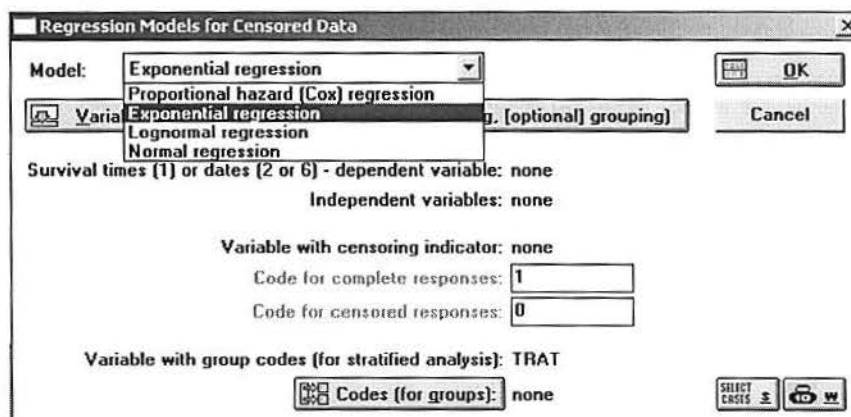 Regression Models for Censored Data
Model: Exponential regression OK
Proportional hazard (Cox) regression
Exponential regression
Lognormal regression
Normal regression
Variab g, [optional] grouping) Cancel
Survival times (1) or dates (2 or 6) - dependent variable: none
Independent variables: none
Variable with censoring indicator: none
Code for complete responses: 1
Code for censored responses: 0
Variable with group codes (for stratified analysis): TRAT
Codes (for groups): none SELECT CASES S W